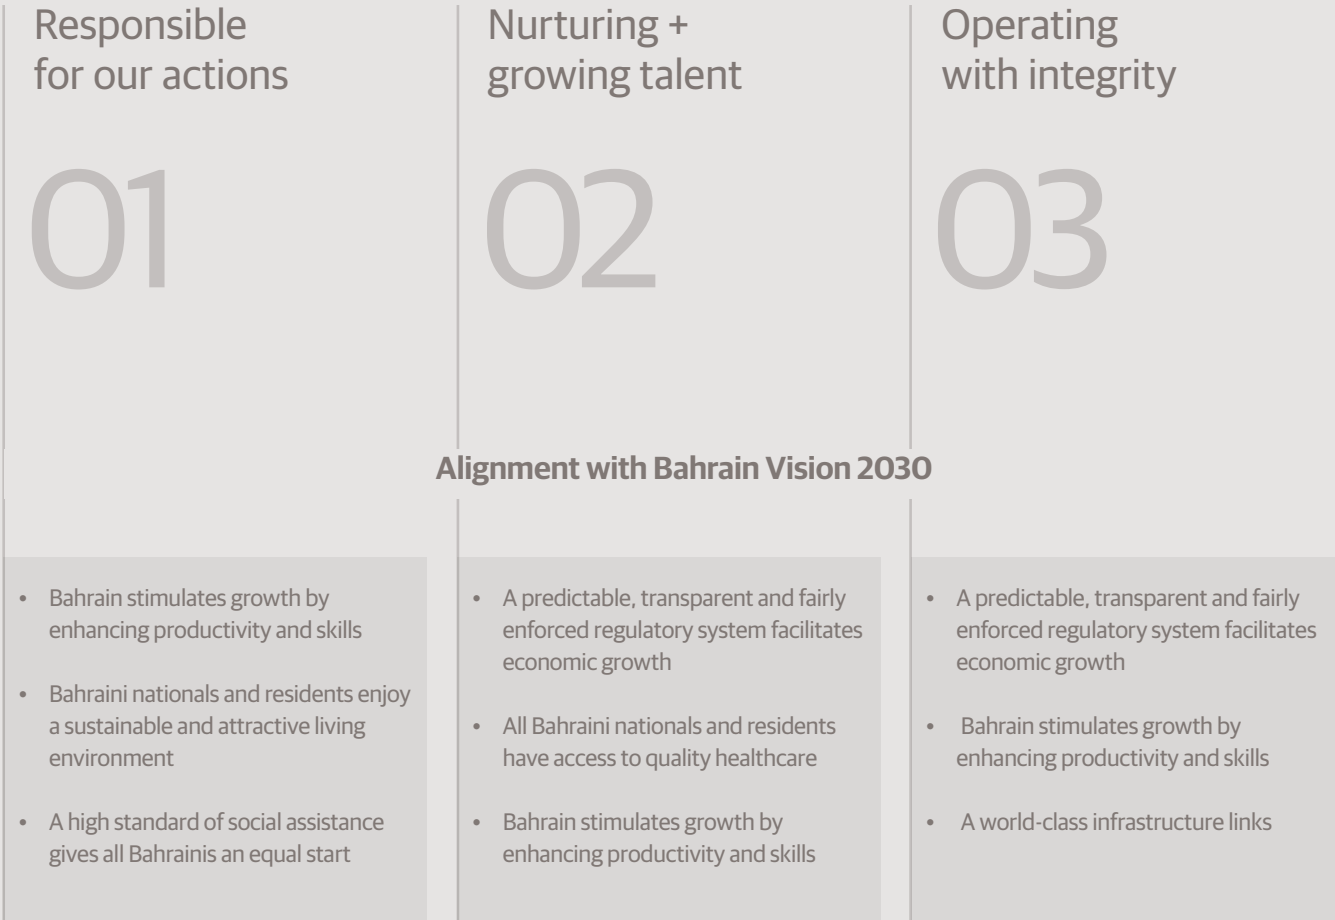 Responsible
for our actions
01
Nurturing +
growing talent
02
Operating
with integrity
03
Alignment with Bahrain Vision 2030
• Bahrain stimulates growth by
enhancing productivity and skills
• Bahraini nationals and residents enjoy
a sustainable and attractive living
environment
• A high standard of social assistance
gives all Bahrainis an equal start
• A predictable, transparent and fairly
enforced regulatory system facilitates
economic growth
• All Bahraini nationals and residents
have access to quality healthcare
• Bahrain stimulates growth by
enhancing productivity and skills
• A predictable, transparent and fairly
enforced regulatory system facilitates
economic growth
• Bahrain stimulates growth by
enhancing productivity and skills
• A world-class infrastructure links